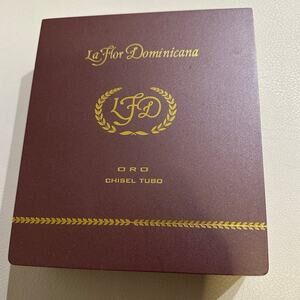 La Flor Dominicana
LFD
ORO
CHISEL TUBO